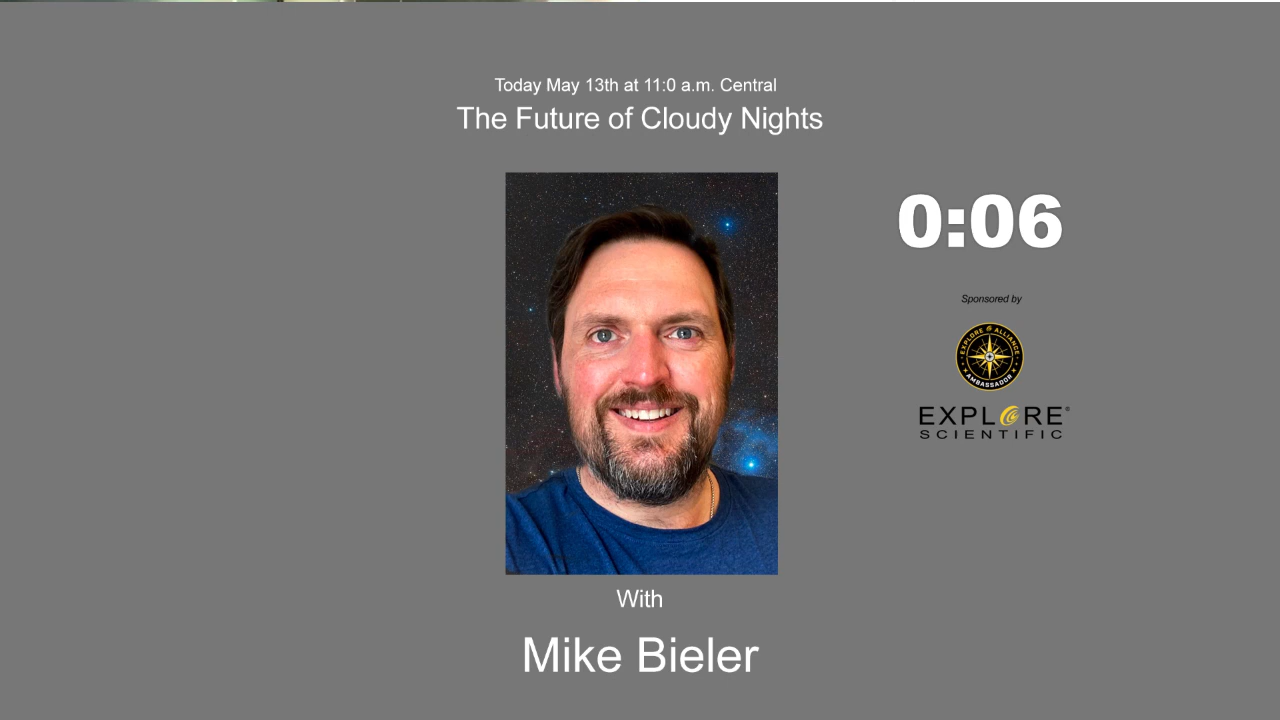 Today May 13th at 11:0 a.m. Central
The Future of Cloudy Nights
0:06
Sponsored by
EXPLORE ALLIANCE
AMBASSADOR
EXPLORE®
SCIENTIFIC
With
Mike Bieler